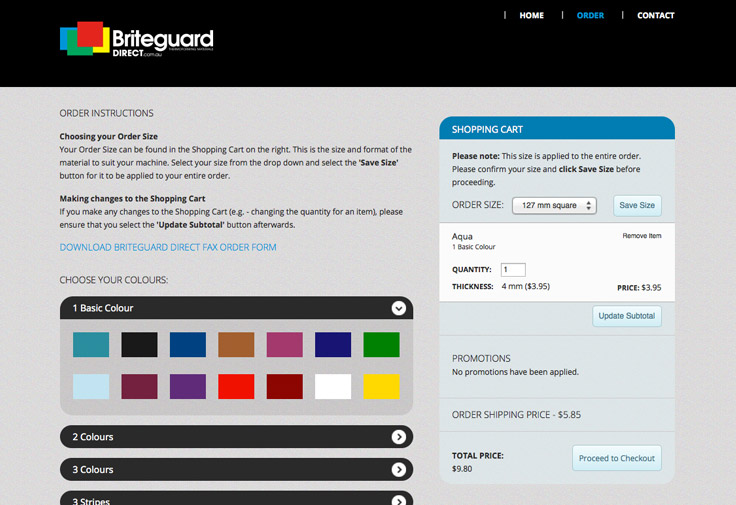 HOME
ORDER
CONTACT
Briteguard
DIRECT.com.au
ORDER INSTRUCTIONS
Choosing your Order Size
Your Order Size can be found in the Shopping Cart on the right. This is the size and format of the
material to suit your machine. Select your size from the drop down and select the 'Save Size'
button for it to be applied to your entire order.
Making changes to the Shopping Cart
If you make any changes to the Shopping Cart (e.g. - changing the quantity for an item), please
ensure that you select the 'Update Subtotal' button afterwards.
DOWNLOAD BRITEGUARD DIRECT FAX ORDER FORM
CHOOSE YOUR COLOURS:
1 Basic Colour
2 Colours
3 Colours
3 Stripes
SHOPPING CART
Please note: This size is applied to the entire order.
Please confirm your size and click Save Size before
proceeding.
ORDER SIZE: 127 mm square Save Size
Aqua Remove Item
1 Basic Colour
QUANTITY: 1
THICKNESS: 4 mm ($3.95) PRICE: $3.95
Update Subtotal
PROMOTIONS
No promotions have been applied.
ORDER SHIPPING PRICE - $5.85
TOTAL PRICE:
$9.80
Proceed to Checkout